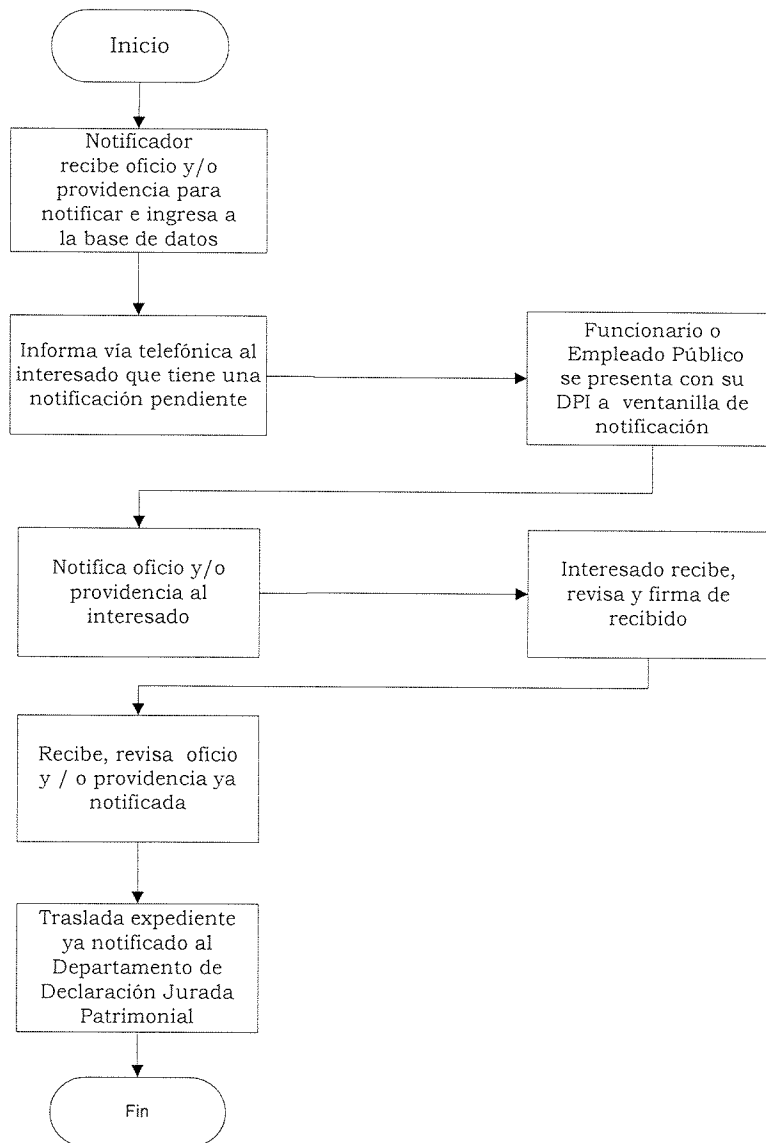 Inicio
Notificador
recibe oficio y/o
providencia para
notificar e ingresa a
la base de datos
Informa vía telefónica al
interesado que tiene una
notificación pendiente
Funcionario o
Empleado Público
se presenta con su
DPI a ventanilla de
notificación
Notifica oficio y/o
providencia al
interesado
Interesado recibe,
revisa y firma de
recibido
Recibe, revisa oficio
y / o providencia ya
notificada
Traslada expediente
ya notificado al
Departamento de
Declaración Jurada
Patrimonial
Fin